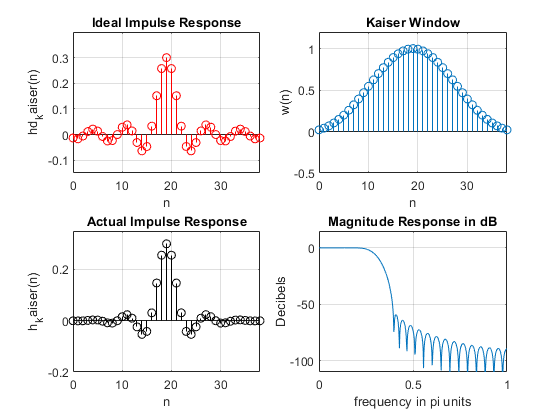 Ideal Impulse Response
hd_kaiser(n)
0.3
0.2
0.1
0
-0.1
0
10
20
30
n
Kaiser Window
w(n)
1
0
-0.5
0
10
20
30
n
Actual Impulse Response
h_kaiser(n)
0.2
0
-0.2
0
10
20
30
n
Magnitude Response in dB
Decibels
0
-50
-100
0
0.5
1
frequency in pi units